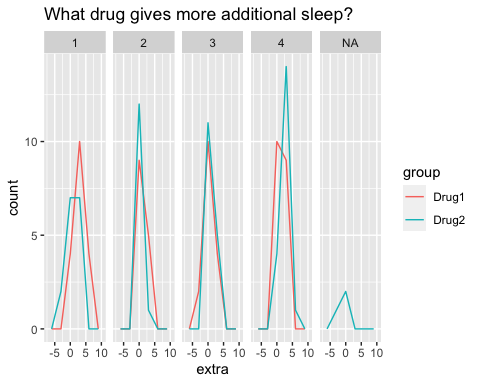 What drug gives more additional sleep?
1 2 3 4 NA
10
5
0
count
-5 0 5 10 -5 0 5 10 -5 0 5 10 -5 0 5 10 -5 0 5 10
extra
group
Drug1
Drug2